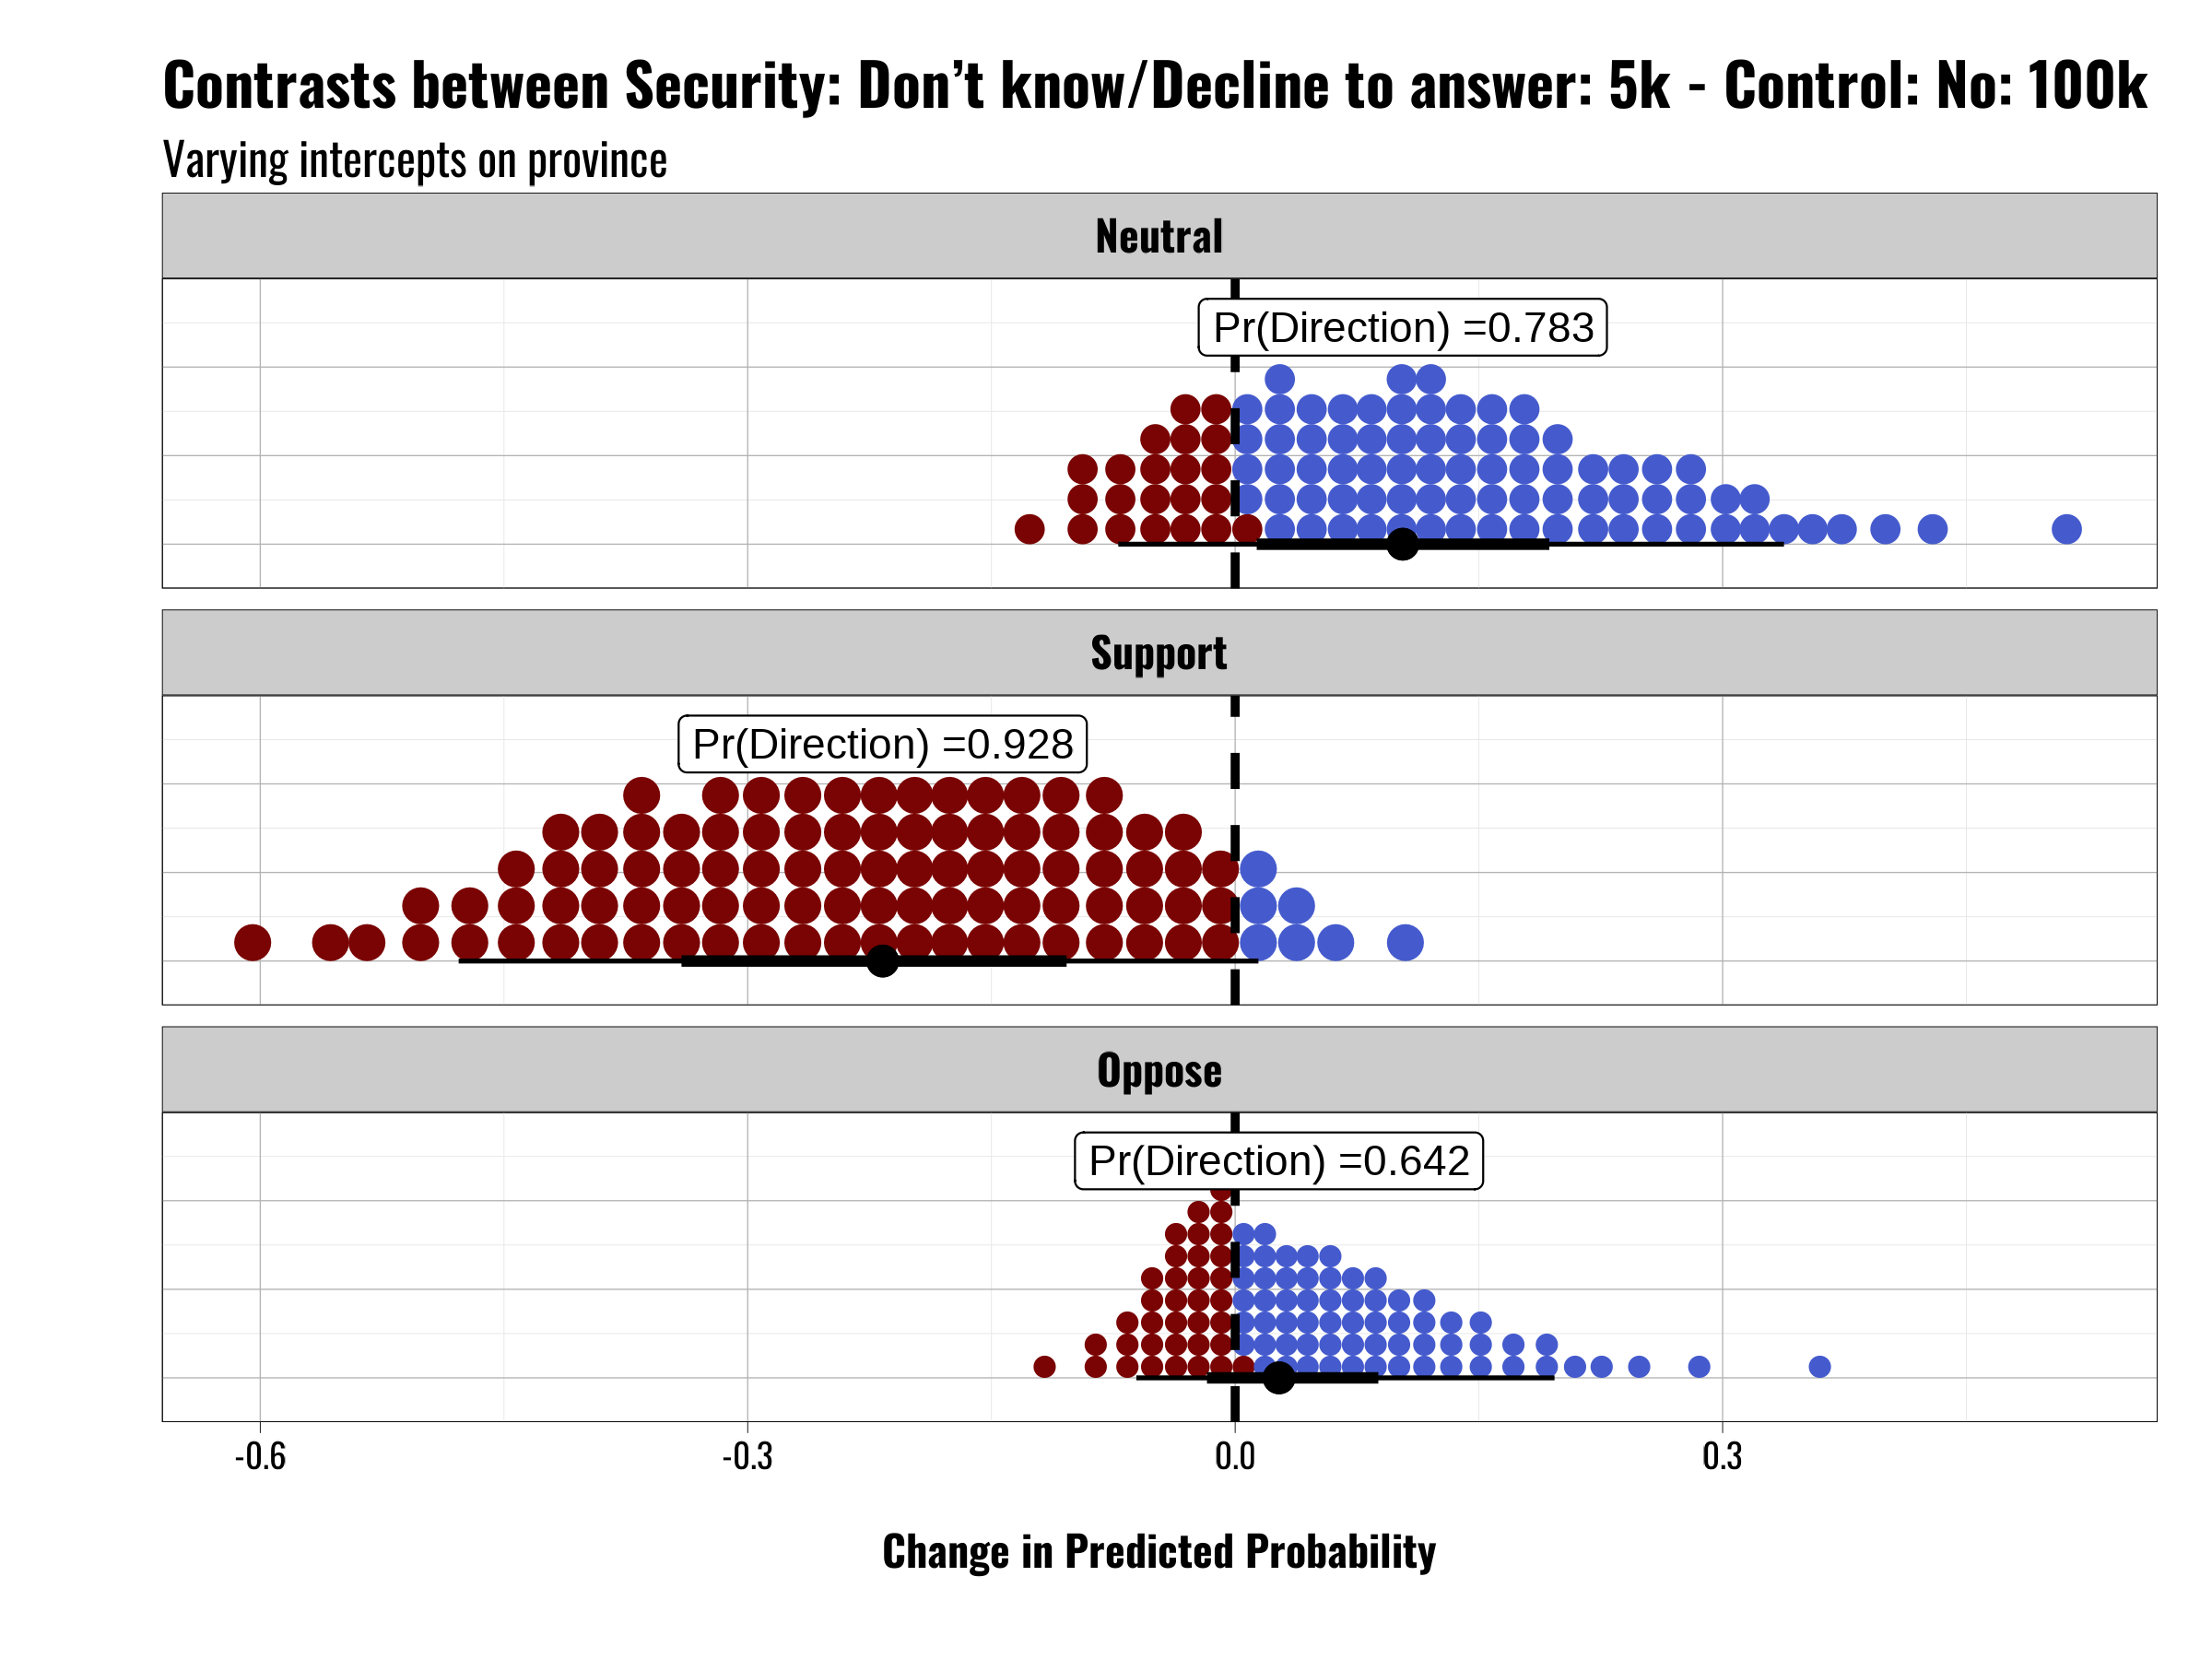 Contrasts between Security: Don’t know/Decline to answer: 5k - Control: No: 100k
Varying intercepts on province
Neutral
Pr(Direction) =0.783
Support
Pr(Direction) =0.928
Oppose
Pr(Direction) =0.642
-0.6 -0.3 0.0 0.3
Change in Predicted Probability